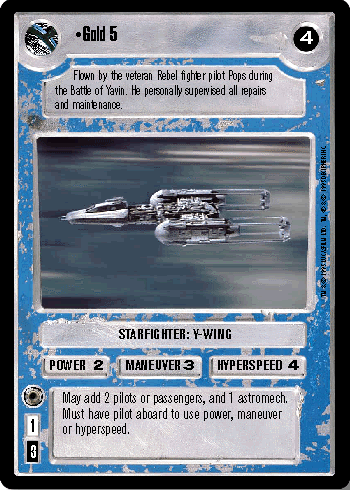 •Gold 5
4
Flown by the veteran Rebel fighter pilot Pops during
the Battle of Yavin. He personally supervised all repairs
and maintenance.
STARFIGHTER: Y-WING
POWER 2
MANEUVER 3
HYPERSPEED 4
May add 2 pilots or passengers, and 1 astromech.
Must have pilot aboard to use power, maneuver
or hyperspeed.
1
3